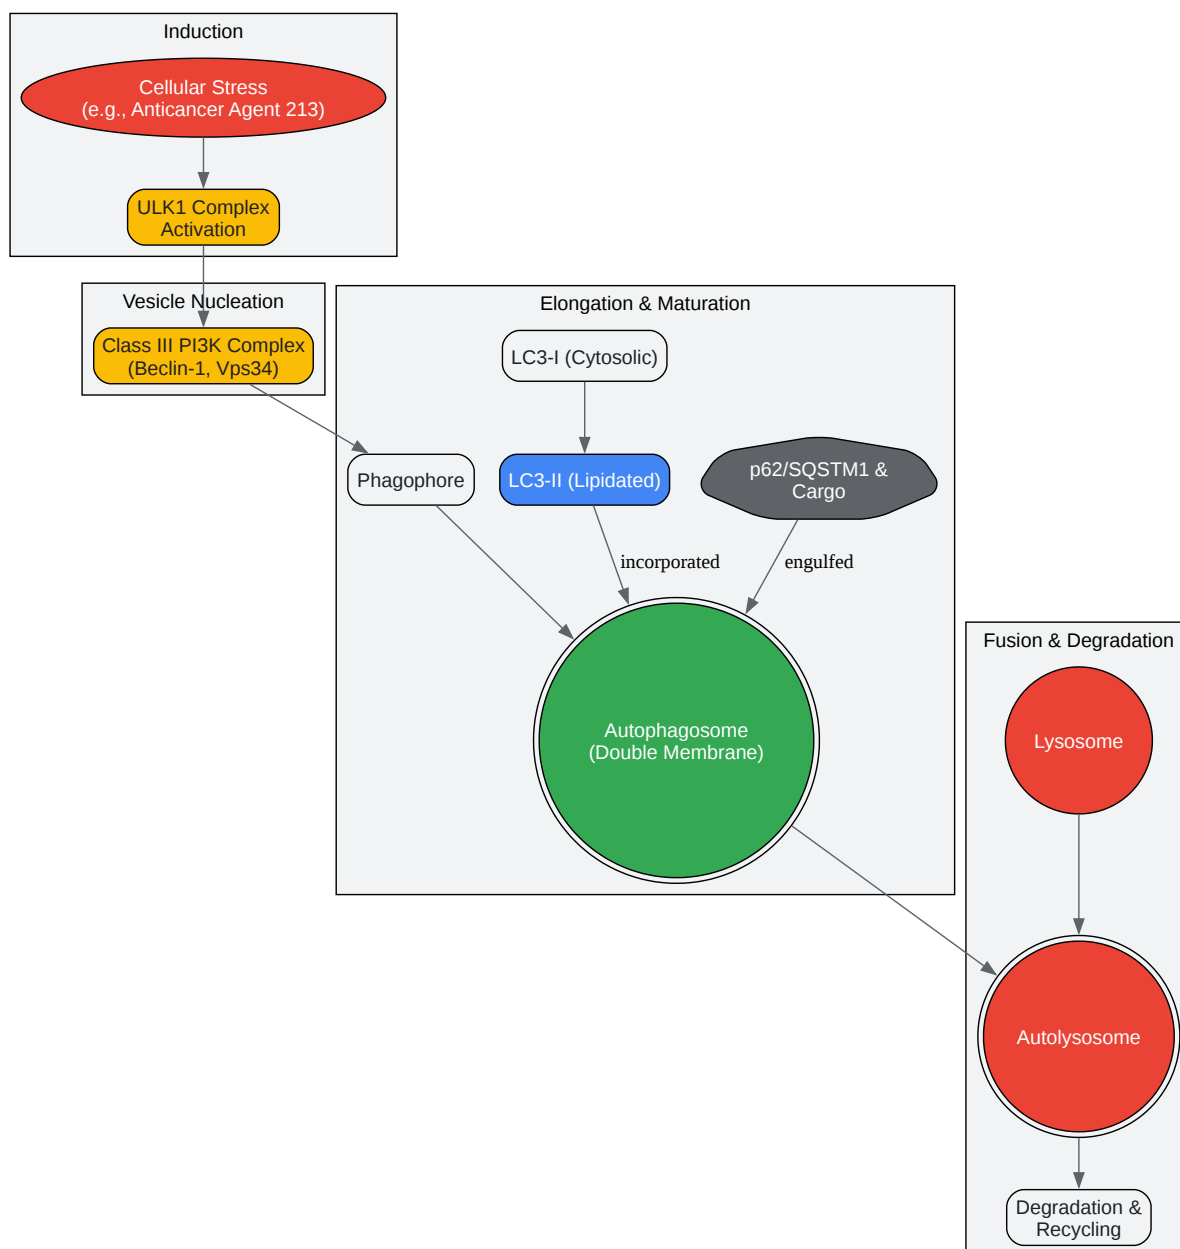 Induction
Cellular Stress
(e.g., Anticancer Agent 213)
ULK1 Complex
Activation
Vesicle Nucleation
Class III PI3K Complex
(Beclin-1, Vps34)
Elongation & Maturation
LC3-I (Cytosolic)
Phagophore
LC3-II (Lipidated)
p62/SQSTM1 &
Cargo
incorporated
engulfed
Autophagosome
(Double Membrane)
Fusion & Degradation
Lysosome
Autolysosome
Degradation &
Recycling